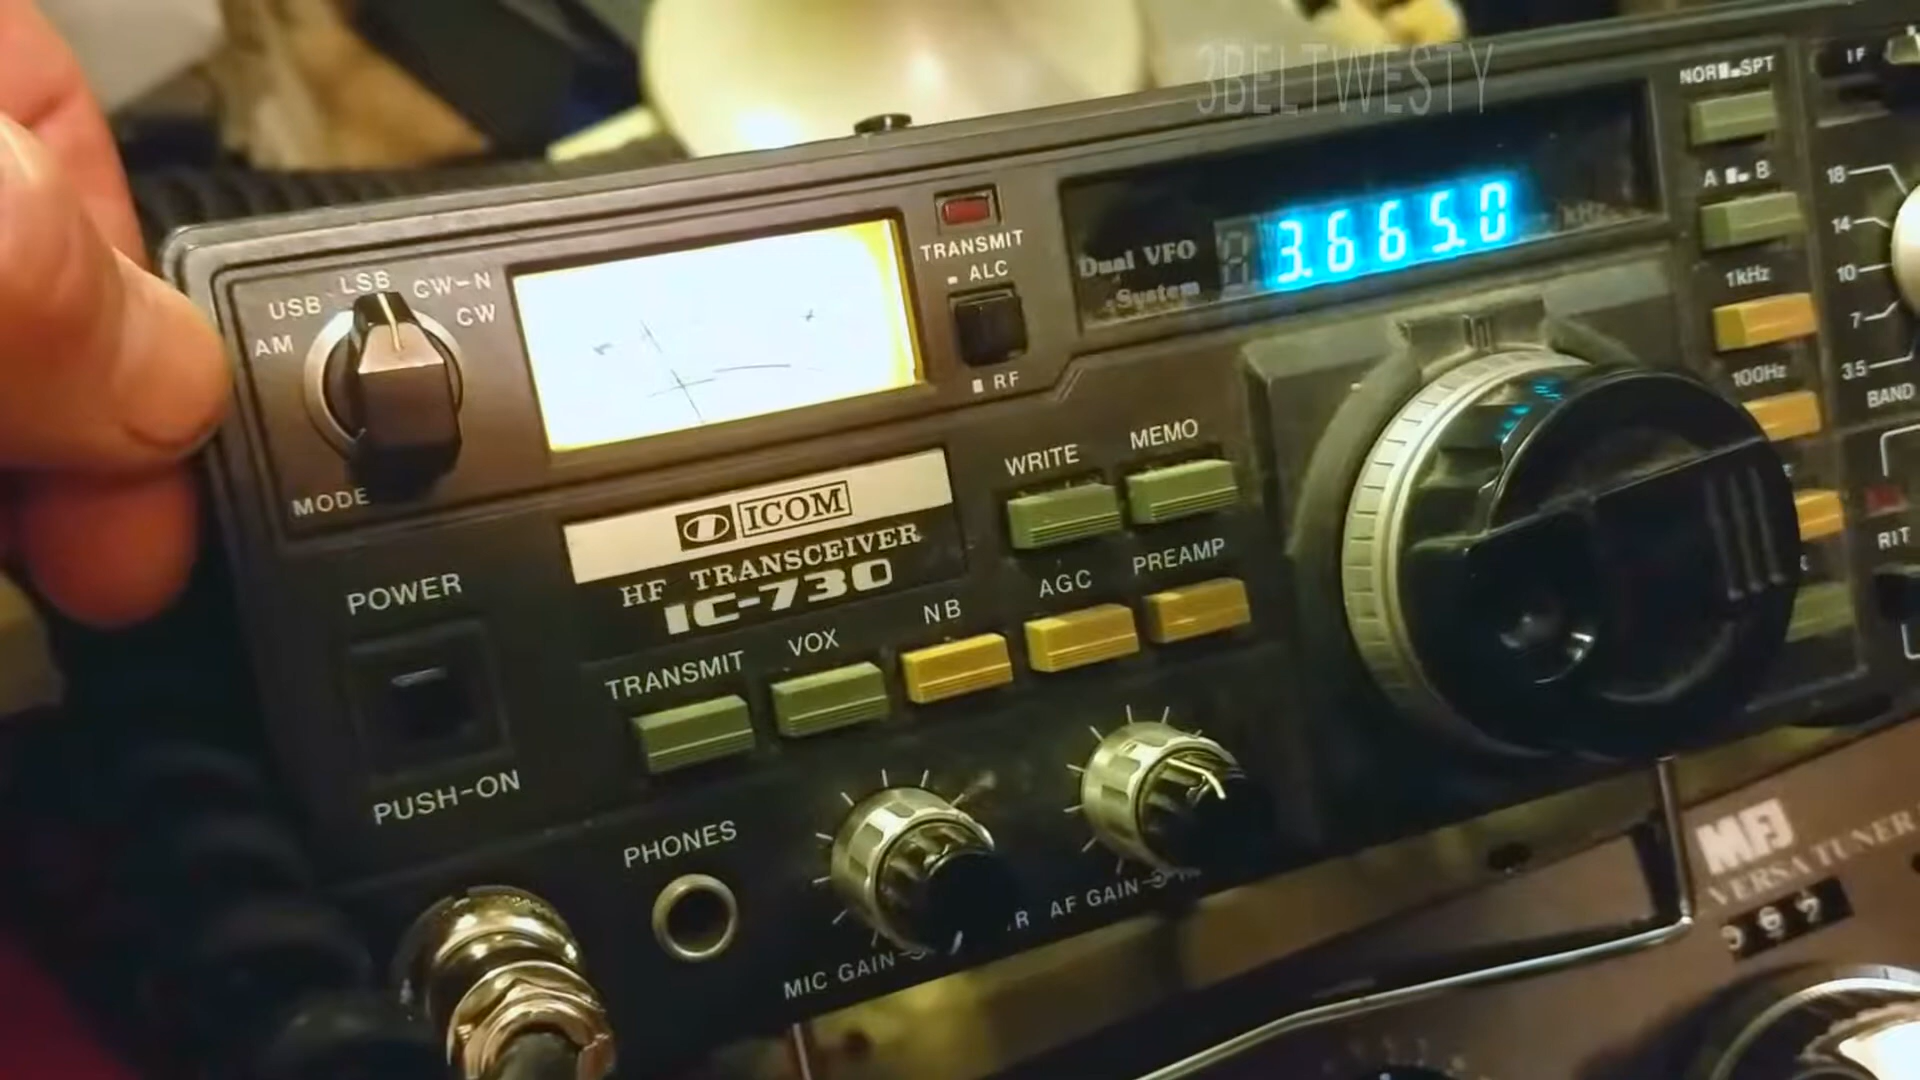 3BELTWESTY
NOR SPT
IF
A B
LSB
USB
CW-N
AM
CW
MODE
TRANSMIT
ALC
RF
Dual VFO
System
3.665.0
kHz
1kHz
100Hz
18
14
10
7
3.5
BAND
RIT
WRITE
MEMO
ICOM
HF TRANSCEIVER
IC-730
POWER
PUSH-ON
TRANSMIT
VOX
NB
AGC
PREAMP
PHONES
MIC GAIN
R
AF GAIN
MFJ
VERSA TUNER